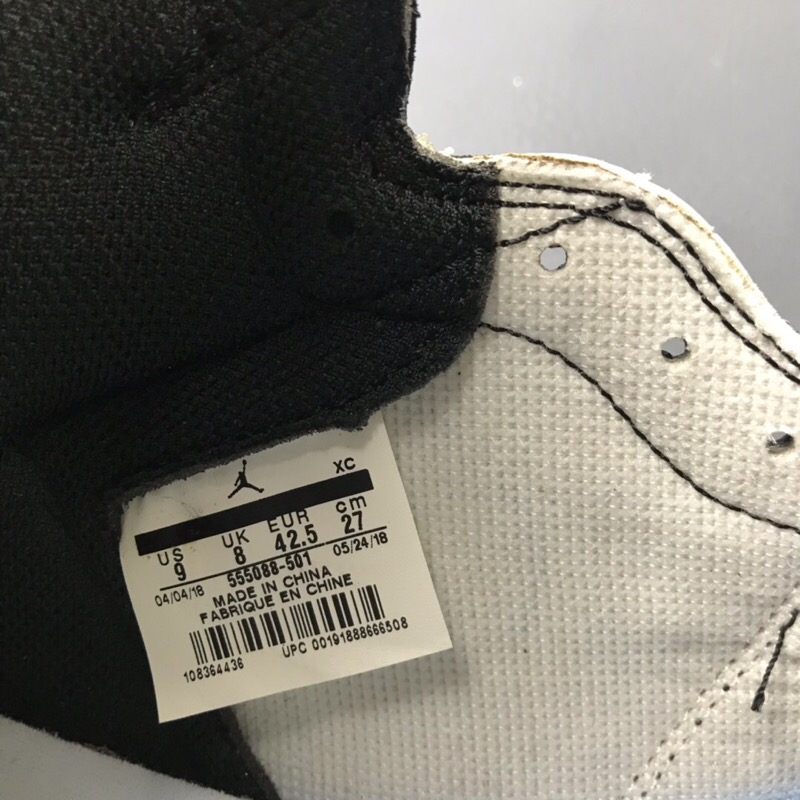 XC
US UK EUR cm
9 8 42.5 27
04/04/18 555088-501 05/24/18
MADE IN CHINA
FABRIQUE EN CHINE
108364436 UPC 00191888666508